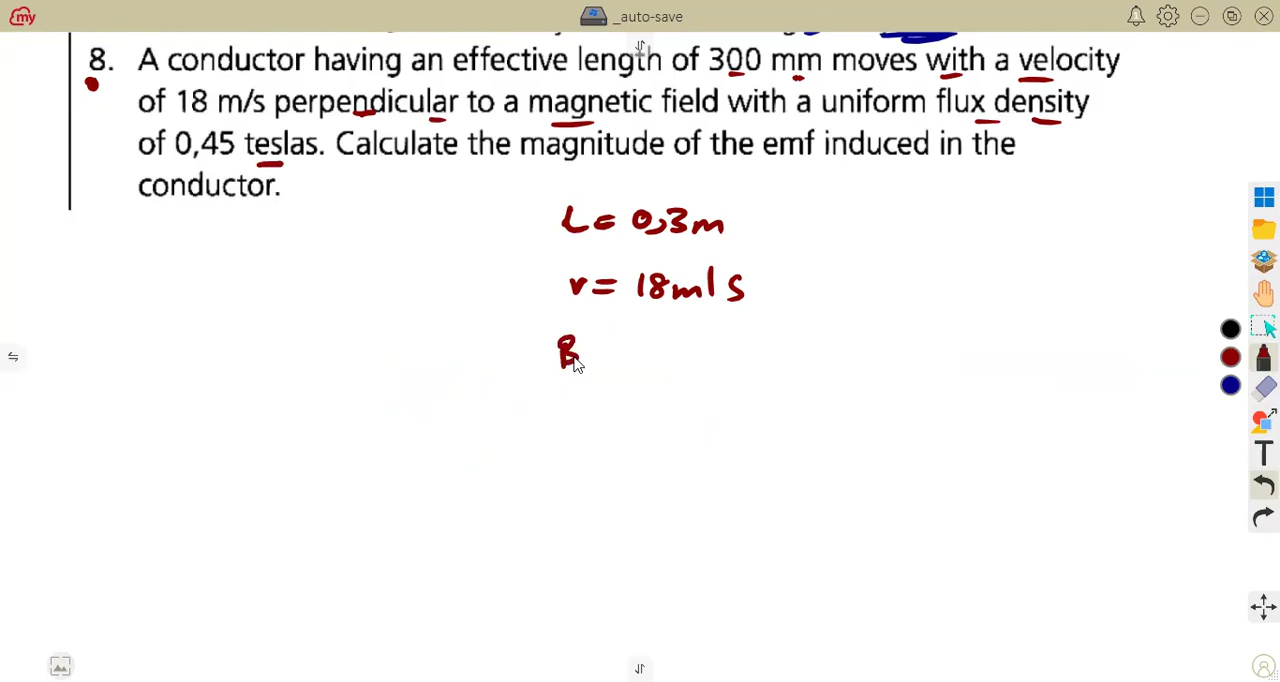 my
_auto-save
8. A conductor having an effective length of 300 mm moves with a velocity
of 18 m/s perpendicular to a magnetic field with a uniform flux density
of 0,45 teslas. Calculate the magnitude of the emf induced in the
conductor.
L = 0,3m
v = 18m/s
B
T